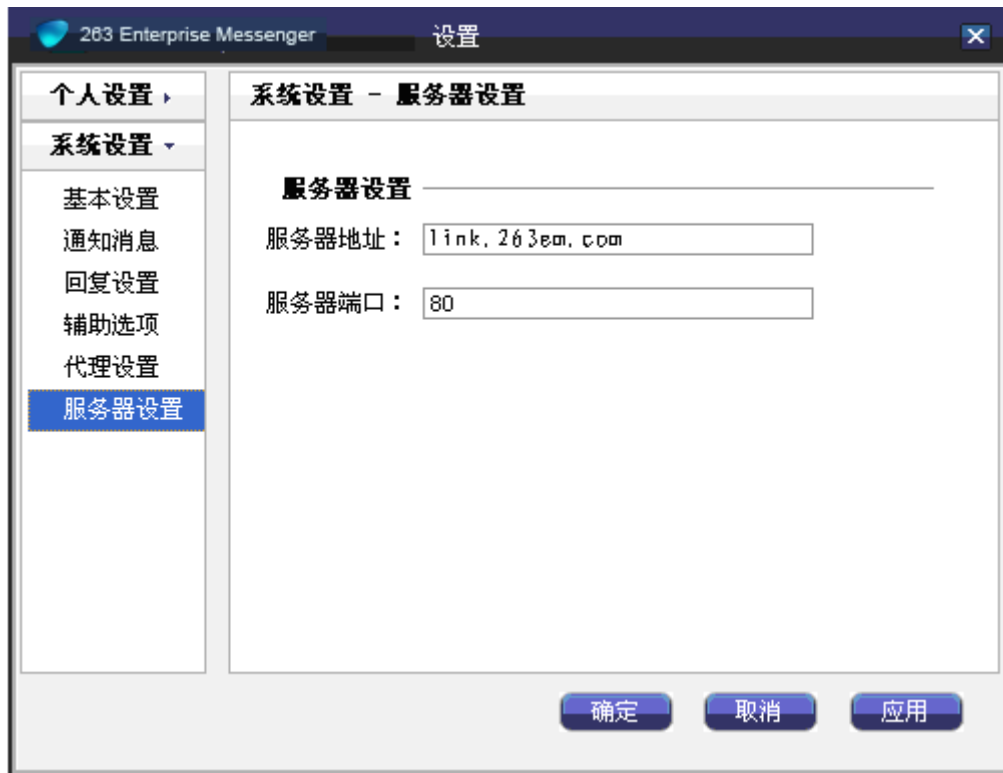 263 Enterprise Messenger
设置
个人设置
系统设置
基本设置
通知消息
回复设置
辅助选项
代理设置
服务器设置
系统设置 - 服务器设置
服务器设置
服务器地址：link.263em.com
服务器端口：80
确定 取消 应用